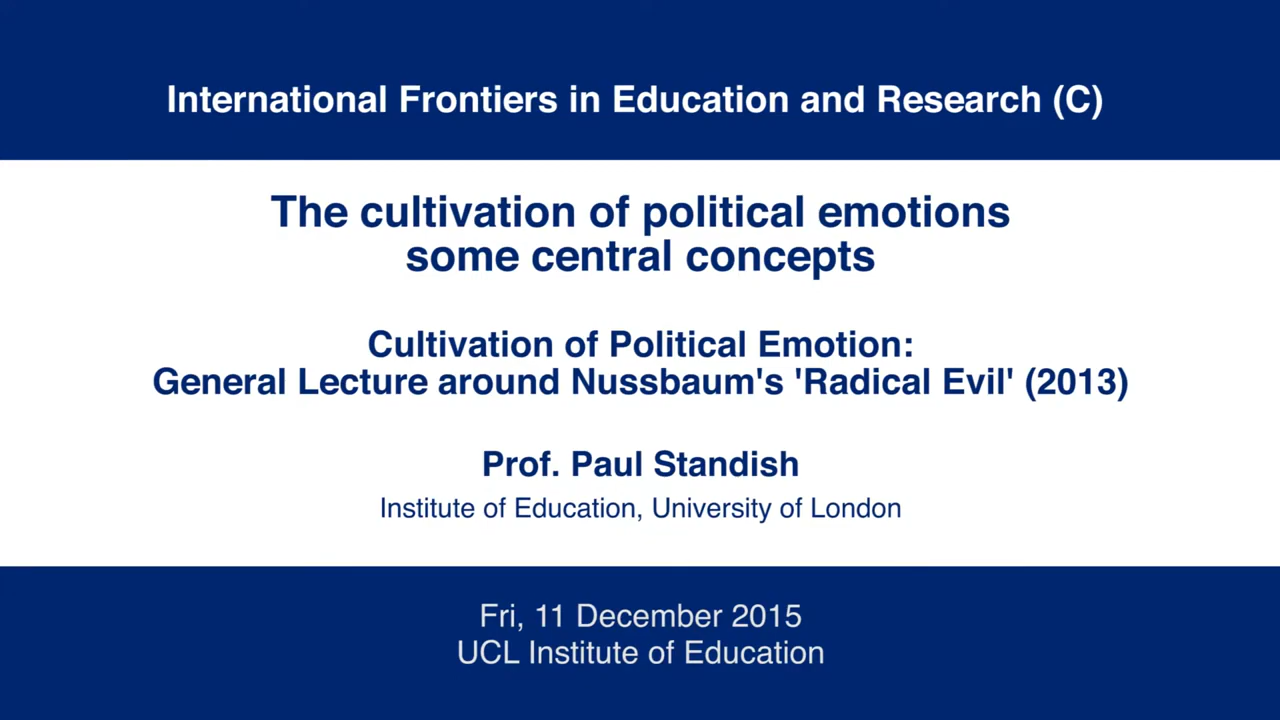 International Frontiers in Education and Research (C)
The cultivation of political emotions
some central concepts
Cultivation of Political Emotion:
General Lecture around Nussbaum's 'Radical Evil' (2013)
Prof. Paul Standish
Institute of Education, University of London
Fri, 11 December 2015
UCL Institute of Education